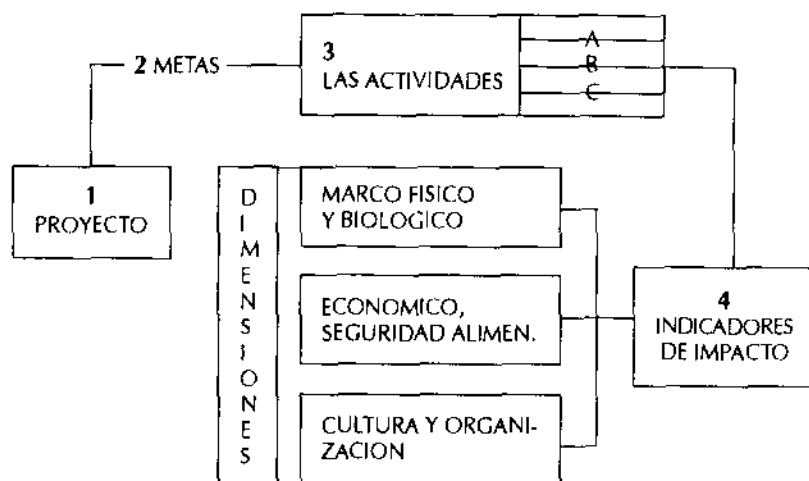 2 METAS
3
LAS ACTIVIDADES
A
B
C
1
PROYECTO
DIMENSIONES
MARCO FISICO
Y BIOLOGICO
ECONOMICO,
SEGURIDAD ALIMEN.
CULTURA Y ORGANI-
ZACION
4
INDICADORES
DE IMPACTO